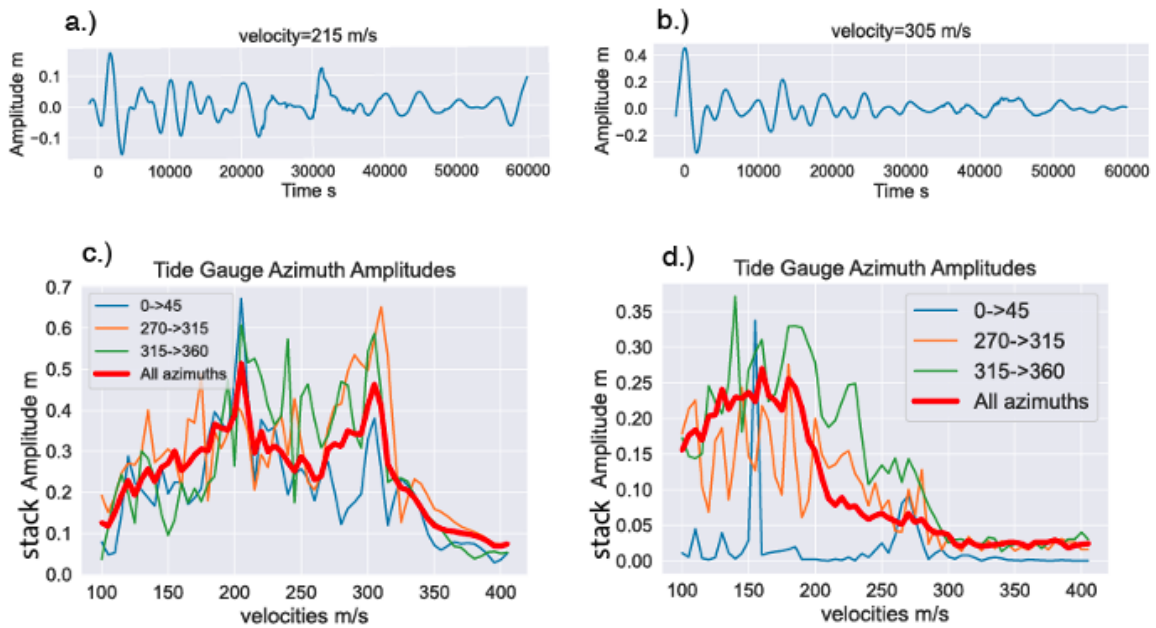 a.)
velocity=215 m/s
Amplitude m
0.1
0.0
−0.1
0 10000 20000 30000 40000 50000 60000
Time s
b.)
velocity=305 m/s
Amplitude m
0.4
0.2
0.0
−0.2
0 10000 20000 30000 40000 50000 60000
Time s
c.)
Tide Gauge Azimuth Amplitudes
stack Amplitude m
0.7
0.6
0.5
0.4
0.3
0.2
0.1
0.0
0->45
270->315
315->360
All azimuths
100 150 200 250 300 350 400
velocities m/s
d.)
Tide Gauge Azimuth Amplitudes
stack Amplitude m
0.35
0.30
0.25
0.20
0.15
0.10
0.05
0.00
0->45
270->315
315->360
All azimuths
100 150 200 250 300 350 400
velocities m/s